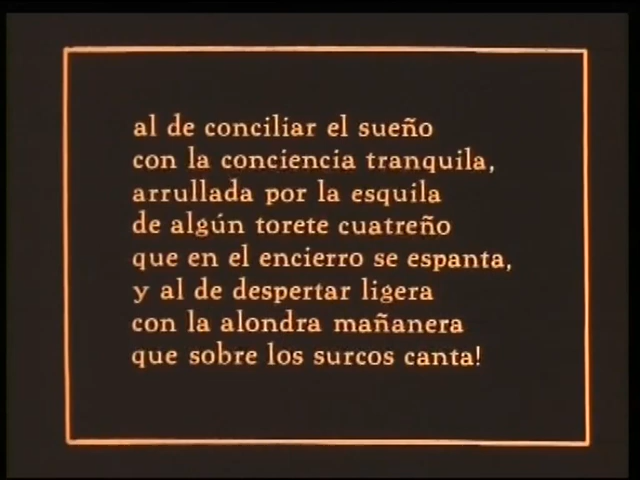 al de conciliar el sueño
con la conciencia tranquila,
arrullada por la esquila
de algún torete cuatreño
que en el encierro se espanta,
y al de despertar ligera
con la alondra mañanera
que sobre los surcos canta!